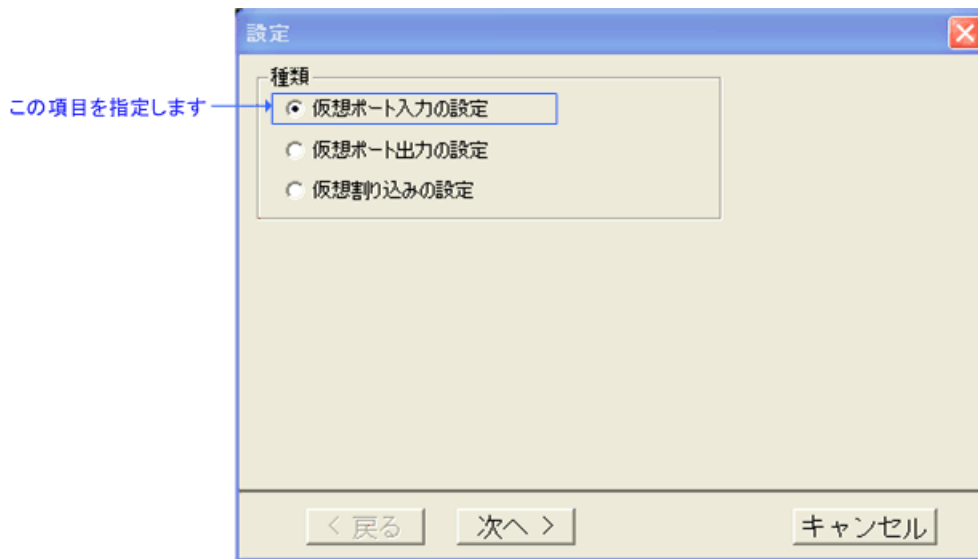 設定
種類
この項目を指定します
仮想ポート入力の設定
仮想ポート出力の設定
仮想割り込みの設定
< 戻る
次へ >
キャンセル